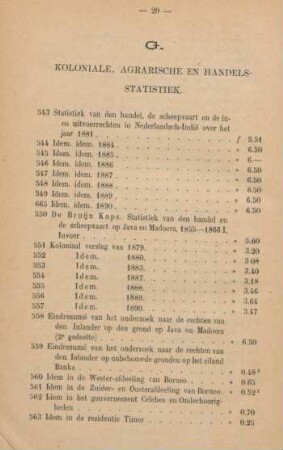 — 20 —
G.
KOLONIALE, AGRARISCHE EN HANDELS-
STATISTIEK.
543 Statistiek van den handel, de scheepvaart en de in-
en uitvoerrechten in Nederlandsch-Indië over het
jaar 1881 f 5.51
544 Idem. idem. 1884 " 6.50
545 Idem. idem. 1885 " 6.50
546 Idem. idem. 1886 " 6.—
547 Idem. idem. 1887 " 6.50
548 Idem. idem. 1888 " 6.50
549 Idem. idem. 1889 " 6.50
665 Idem. idem. 1890 " 6.50
550 De Bruijn Kops. Statistiek van den handel en
de scheepvaart op Java en Madoera, 1855—1866 I.
Invoer " 5.60
551 Koloniaal verslag van 1879. " 3.60
552 Idem. 1880. " 3.40
553 Idem. 1883. " 3.40
554 Idem. 1887. " 3.18
555 Idem. 1888. " 3.46
556 Idem. 1889. " 3.64
557 Idem. 1890. " 3.47
558 Eindresumé van het onderzoek naar de rechten van
den Inlander op den grond op Java en Madoera
(2e gedeelte) " 6.50
559 Eindresumé van het onderzoek naar de rechten van
den Inlander op onbebouwde gronden op het eiland
Banka " 0.48
560 Idem in de Wester-afdeeling van Borneo " 0.65
561 Idem in de Zuider- en Oosterafdeeling van Borneo. " 0.52
562 Idem in het gouvernement Celebes en Onderhoorig-
heden " 0.70
563 Idem in de residentie Timor " 0.25